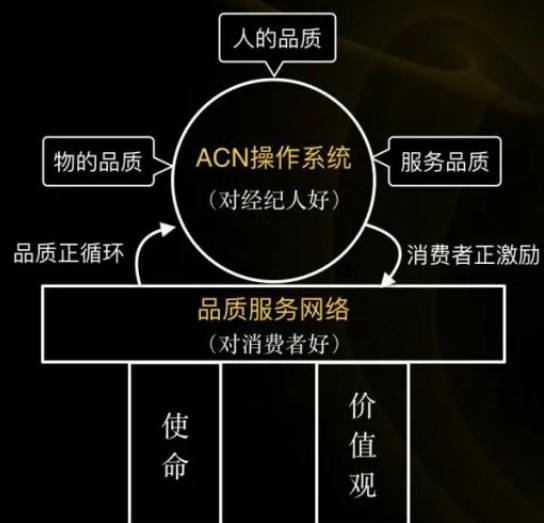 人的品质
物的品质
ACN操作系统
（对经纪人好）
服务品质
品质正循环
消费者正激励
品质服务网络
（对消费者好）
使命
价值观